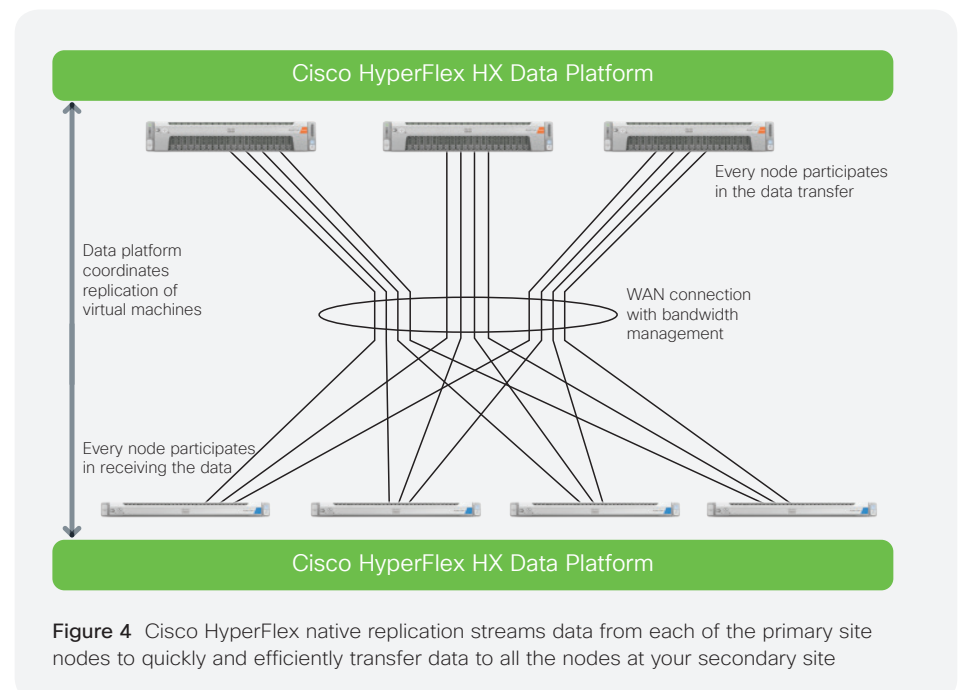 Cisco HyperFlex HX Data Platform
Every node participates
in the data transfer
Data platform
coordinates
replication of
virtual machines
WAN connection
with bandwidth
management
Every node participates
in receiving the data
Cisco HyperFlex HX Data Platform
Figure 4 Cisco HyperFlex native replication streams data from each of the primary site
nodes to quickly and efficiently transfer data to all the nodes at your secondary site